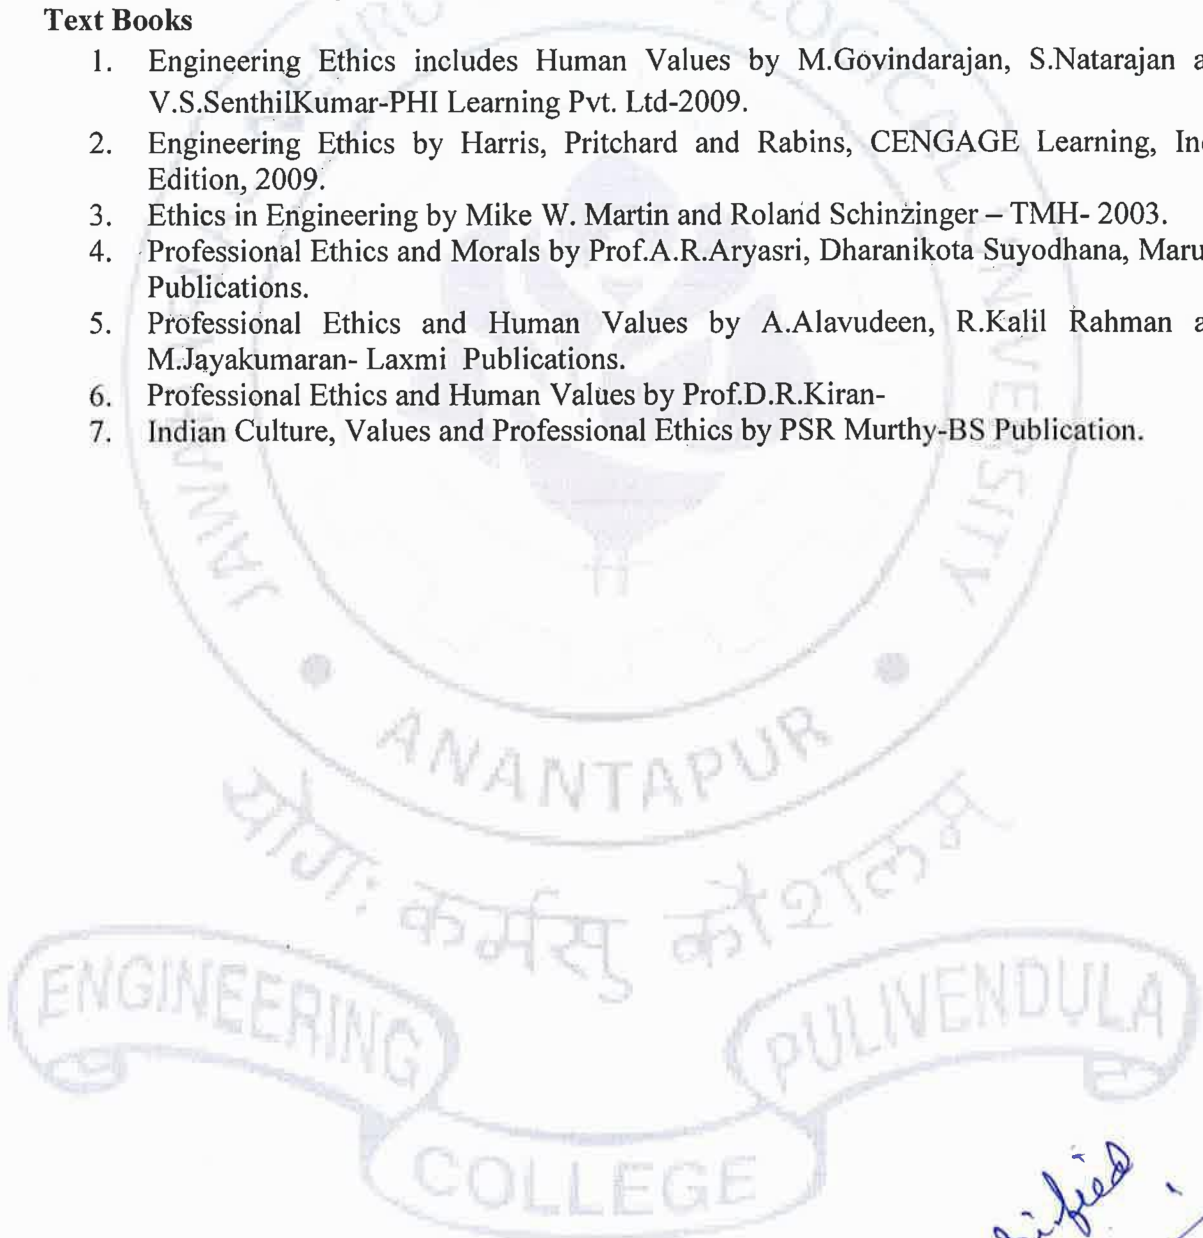 Text Books
1. Engineering Ethics includes Human Values by M.Govindarajan, S.Natarajan
V.S.SenthilKumar-PHI Learning Pvt. Ltd-2009.
2. Engineering Ethics by Harris, Pritchard and Rabins, CENGAGE Learning,
Edition, 2009.
3. Ethics in Engineering by Mike W. Martin and Roland Schinzinger – TMH- 2003.
4. Professional Ethics and Morals by Prof.A.R.Aryasri, Dharanikota Suyodhana,
Publications.
5. Professional Ethics and Human Values by A.Alavudeen, R.Kalil Rahman
M.Jayakumaran- Laxmi Publications.
6. Professional Ethics and Human Values by Prof.D.R.Kiran-
7. Indian Culture, Values and Professional Ethics by PSR Murthy-BS Publication.
UNIVERSITY
ANANTAPUR
योगः कर्मसु कौशलम्
ENGINEERING
COLLEGE
PULIVENDULA